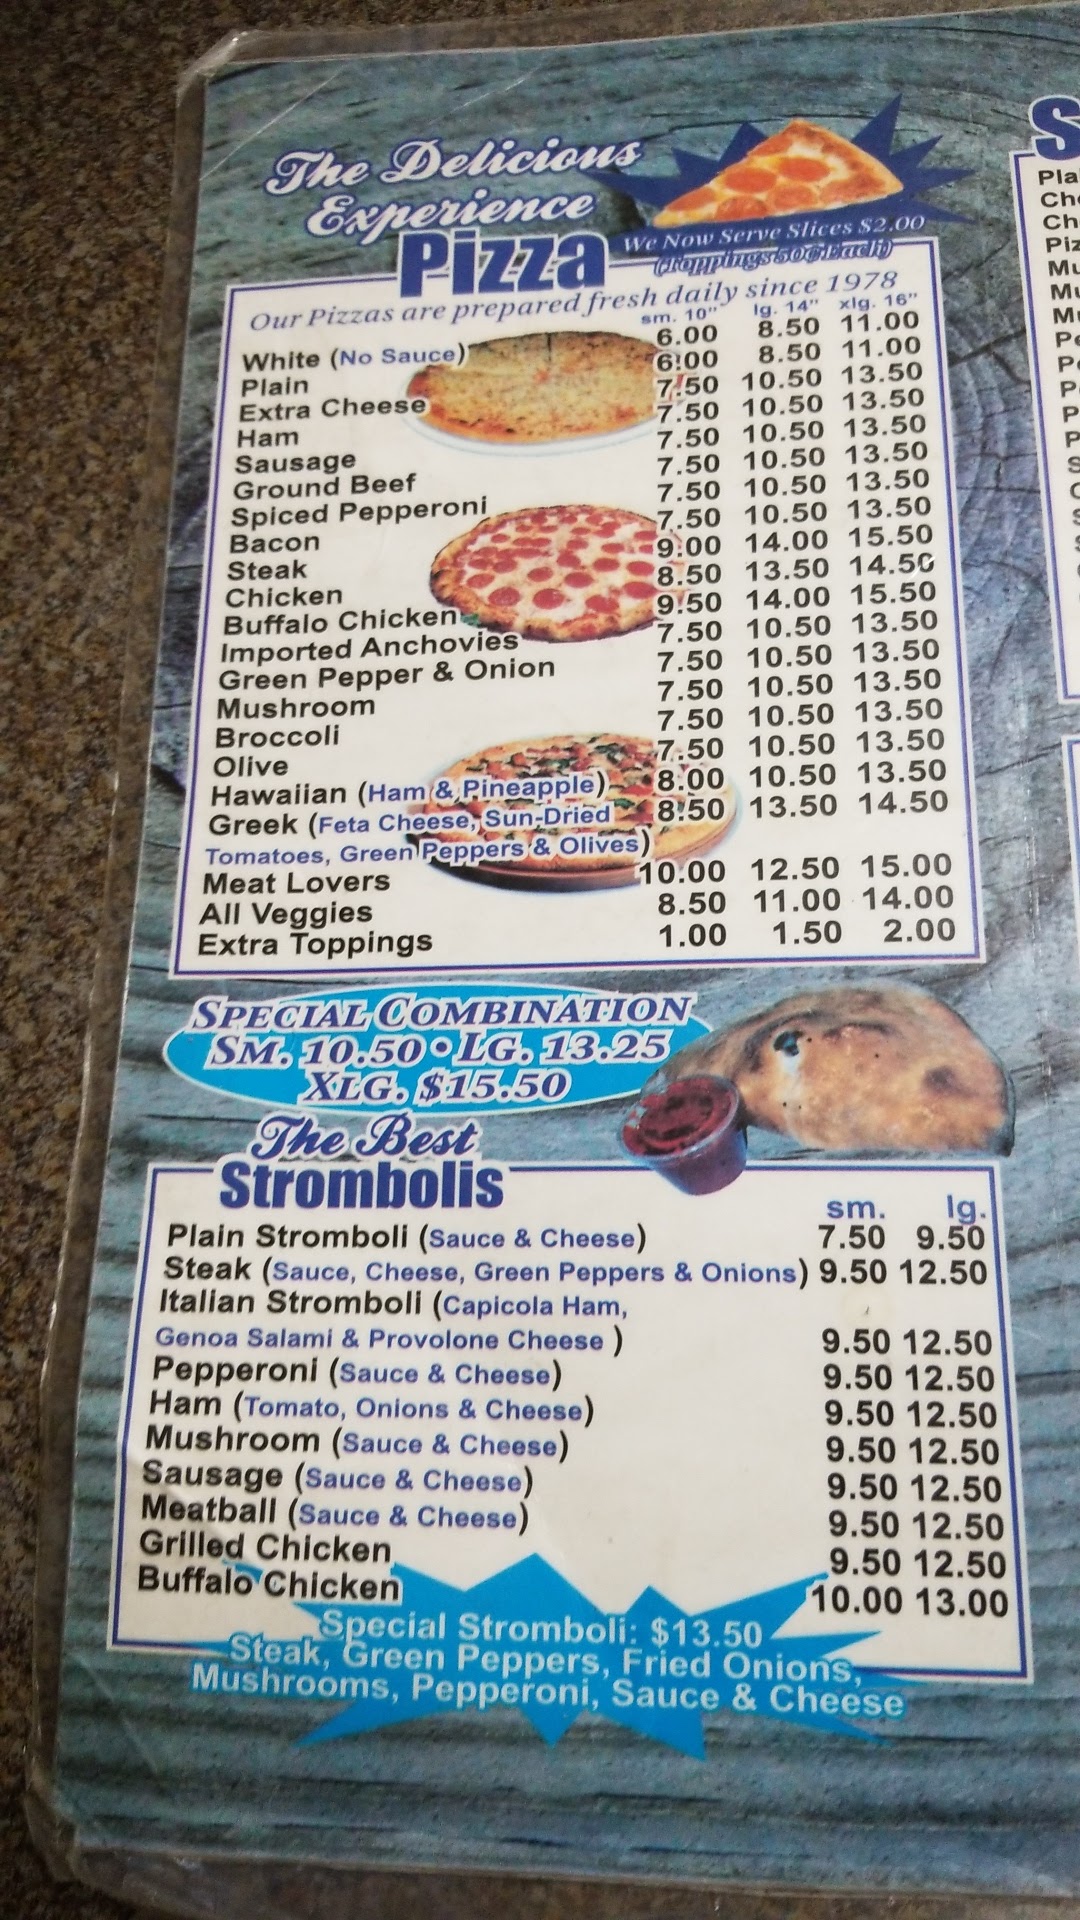 The Delicious
Experience
Pizza
We Now Serve Slices $2.00
(Toppings 50¢ Each)
Our Pizzas are prepared fresh daily since 1978
sm. 10" lg. 14" xlg. 16"
White (No Sauce) 6.00 8.50 11.00
Plain 6.00 8.50 11.00
Extra Cheese 7.50 10.50 13.50
Ham 7.50 10.50 13.50
Sausage 7.50 10.50 13.50
Ground Beef 7.50 10.50 13.50
Spiced Pepperoni 7.50 10.50 13.50
Bacon 7.50 10.50 13.50
Steak 9.00 14.00 15.50
Chicken 8.50 13.50 14.50
Buffalo Chicken 9.50 14.00 15.50
Imported Anchovies 7.50 10.50 13.50
Green Pepper & Onion 7.50 10.50 13.50
Mushroom 7.50 10.50 13.50
Broccoli 7.50 10.50 13.50
Olive 7.50 10.50 13.50
Hawaiian (Ham & Pineapple) 8.00 10.50 13.50
Greek (Feta Cheese, Sun-Dried 8.50 13.50 14.50
Tomatoes, Green Peppers & Olives)
Meat Lovers 10.00 12.50 15.00
All Veggies 8.50 11.00 14.00
Extra Toppings 1.00 1.50 2.00
SPECIAL COMBINATION
SM. 10.50 • LG. 13.25
XLG. $15.50
The Best
Strombolis
sm. lg.
Plain Stromboli (Sauce & Cheese) 7.50 9.50
Steak (Sauce, Cheese, Green Peppers & Onions) 9.50 12.50
Italian Stromboli (Capicola Ham,
Genoa Salami & Provolone Cheese ) 9.50 12.50
Pepperoni (Sauce & Cheese) 9.50 12.50
Ham (Tomato, Onions & Cheese) 9.50 12.50
Mushroom (Sauce & Cheese) 9.50 12.50
Sausage (Sauce & Cheese) 9.50 12.50
Meatball (Sauce & Cheese) 9.50 12.50
Grilled Chicken 9.50 12.50
Buffalo Chicken 10.00 13.00
Special Stromboli: $13.50
Steak, Green Peppers, Fried Onions,
Mushrooms, Pepperoni, Sauce & Cheese